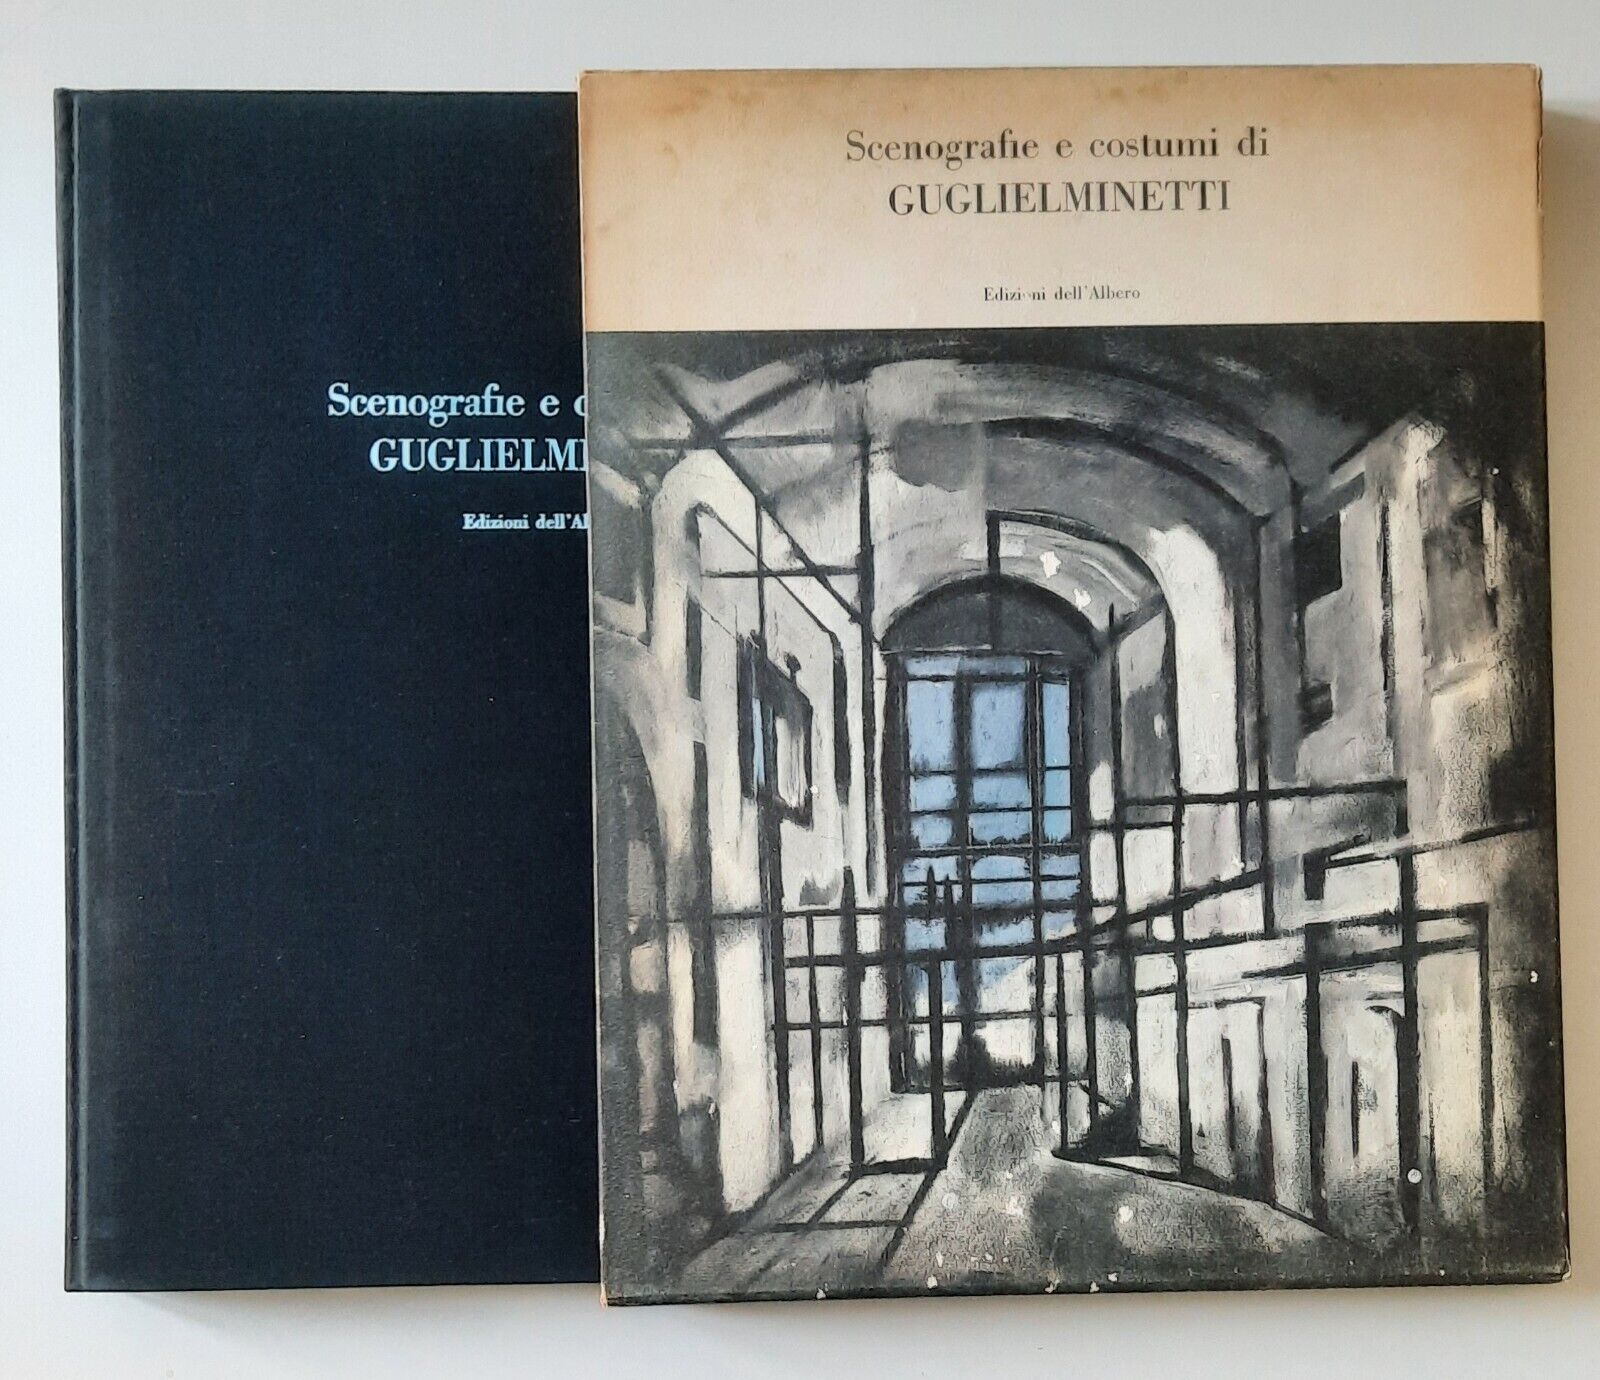 Scenografie e costumi di
GUGLIELMINETTI
Edizioni dell'Albero
Scenografie e c
GUGLIELMI
Edizioni dell'Al